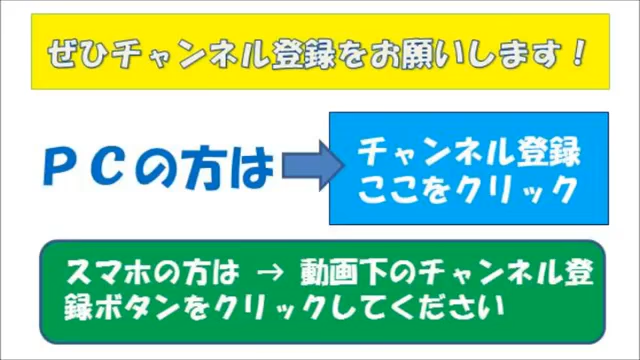 ぜひチャンネル登録をお願いします！
ＰＣの方は
チャンネル登録
ここをクリック
スマホの方は → 動画下のチャンネル登
録ボタンをクリックしてください